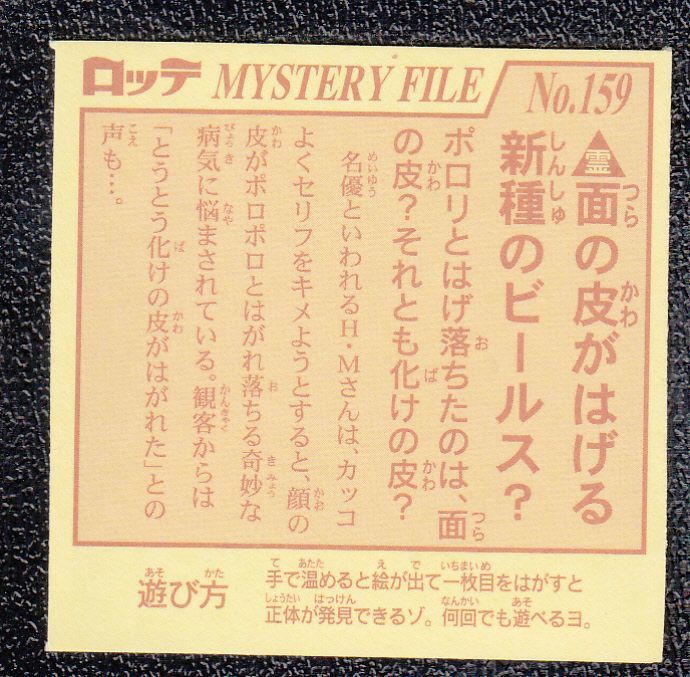 ロッテ MYSTERY FILE No.159
霊 面の皮がはげる
新種のビールス?
ポロリとはげ落ちたのは、面
の皮?それとも化けの皮?
名優といわれるH・Mさんは、カッコ
よくセリフをキメようとすると、顔の
皮がポロポロとはがれ落ちる奇妙な
病気に悩まされている。観客からは
「とうとう化けの皮がはがれた」との
声も…。
遊び方
手で温めると絵が出て一枚目をはがすと
正体が発見できるゾ。何回でも遊べるヨ。